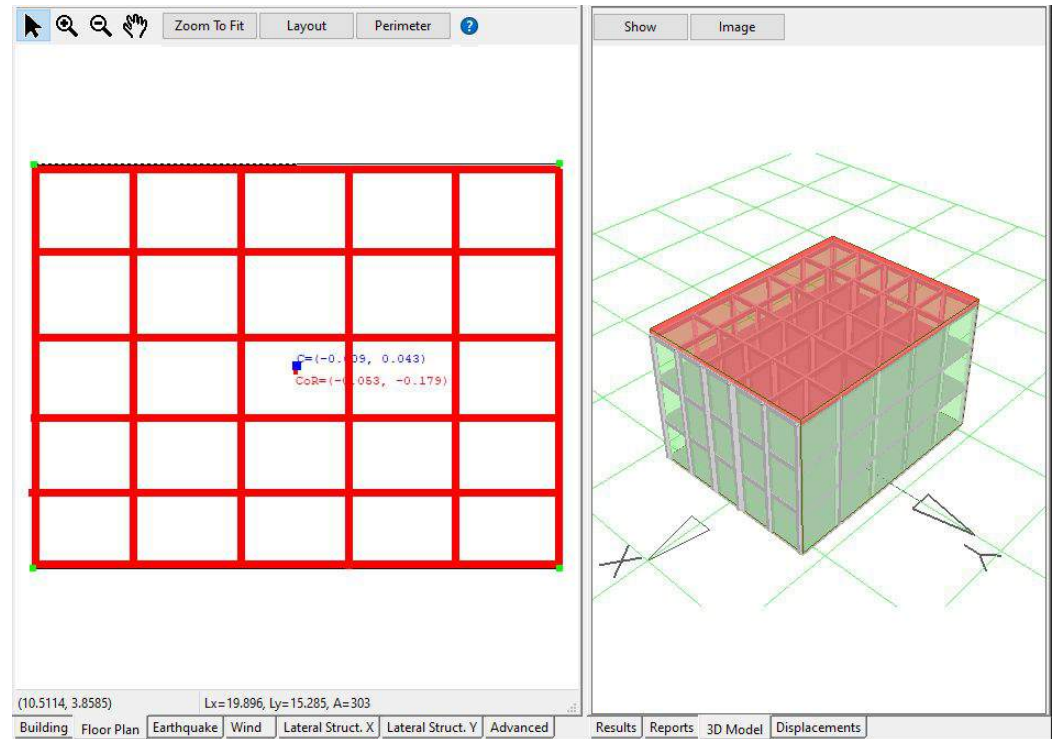 Zoom To Fit Layout Perimeter ?
Show Image
C=(-0.009, 0.043)
CoR=(-0.053, -0.179)
X
Y
(10.5114, 3.8585) Lx=19.896, Ly=15.285, A=303
Building Floor Plan Earthquake Wind Lateral Struct. X Lateral Struct. Y Advanced
Results Reports 3D Model Displacements